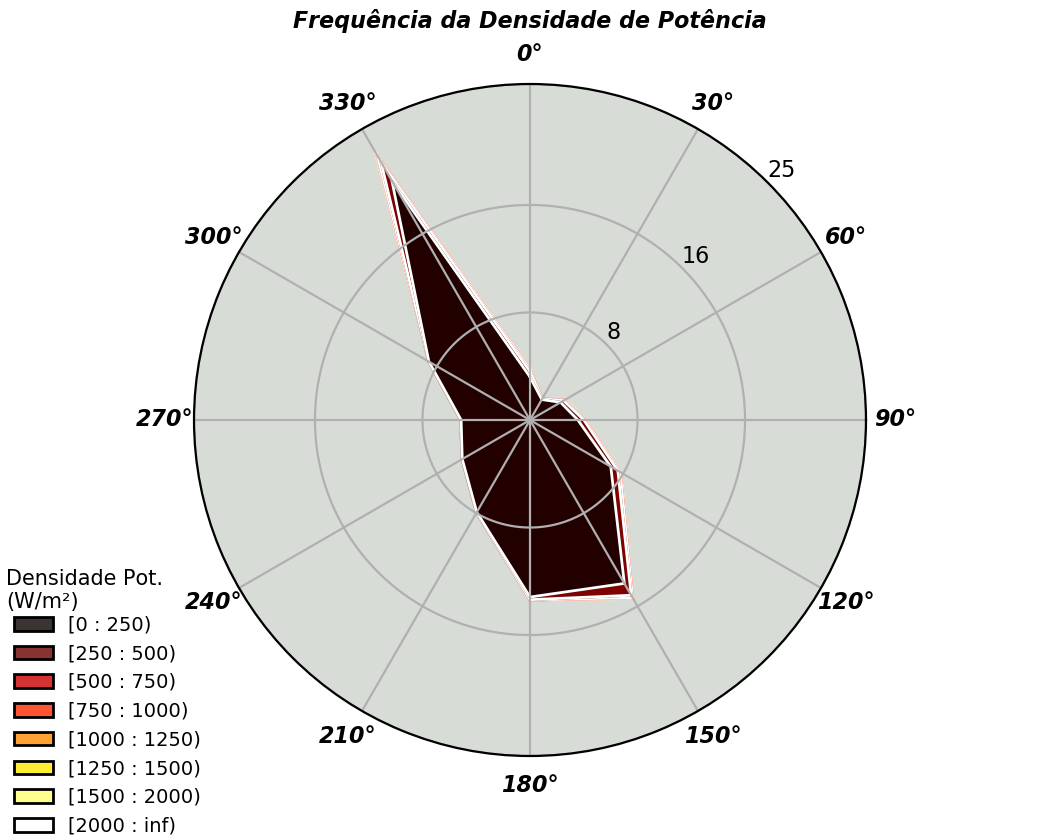 Frequência da Densidade de Potência
0°
330°
30°
25
300°
60°
16
8
270°
90°
240°
120°
210°
150°
180°
Densidade Pot.
(W/m²)
[0 : 250)
[250 : 500)
[500 : 750)
[750 : 1000)
[1000 : 1250)
[1250 : 1500)
[1500 : 2000)
[2000 : inf)